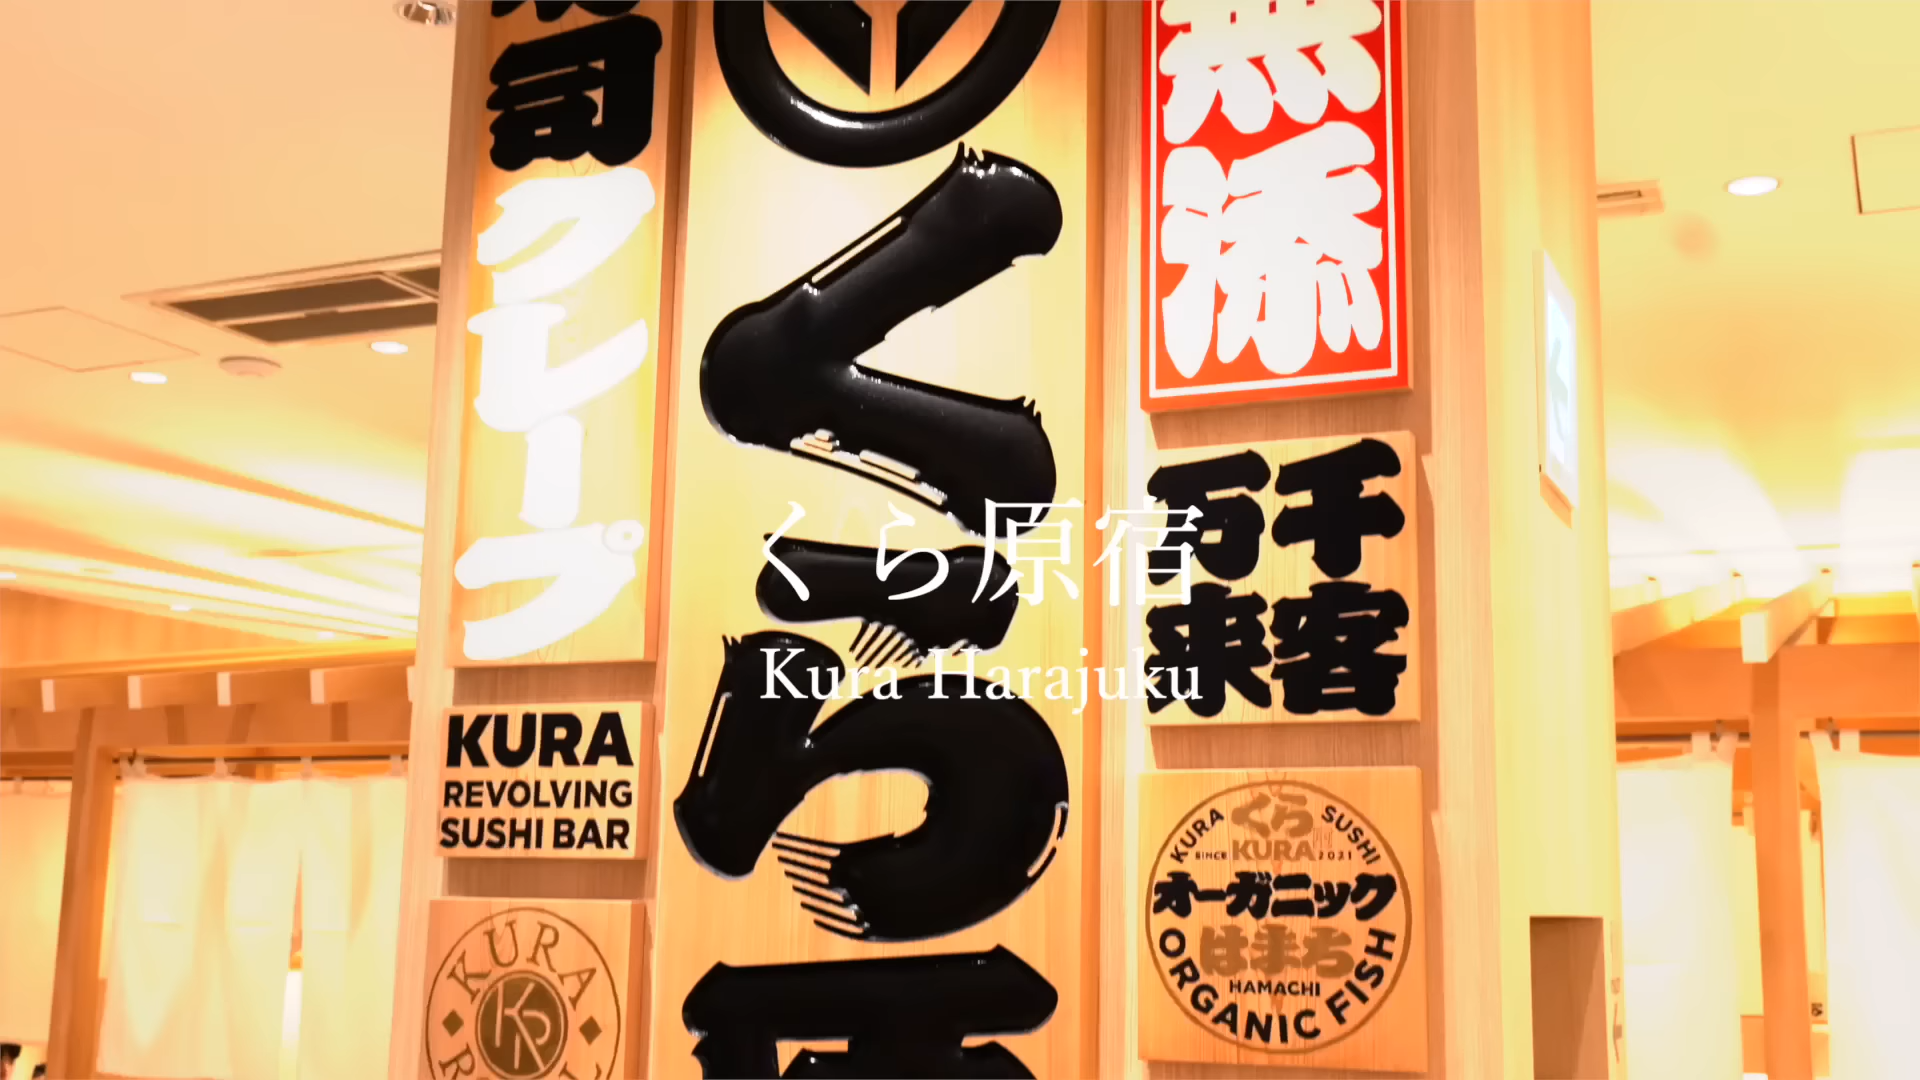 司クレープ
くら
無添
千客
万来
くら原宿
Kura Harajuku
KURA
REVOLVING
SUSHI BAR
KURA SUSHI
くら
SINCE KURA 2021
オーガニック
はまち
HAMACHI
ORGANIC FISH
KURA